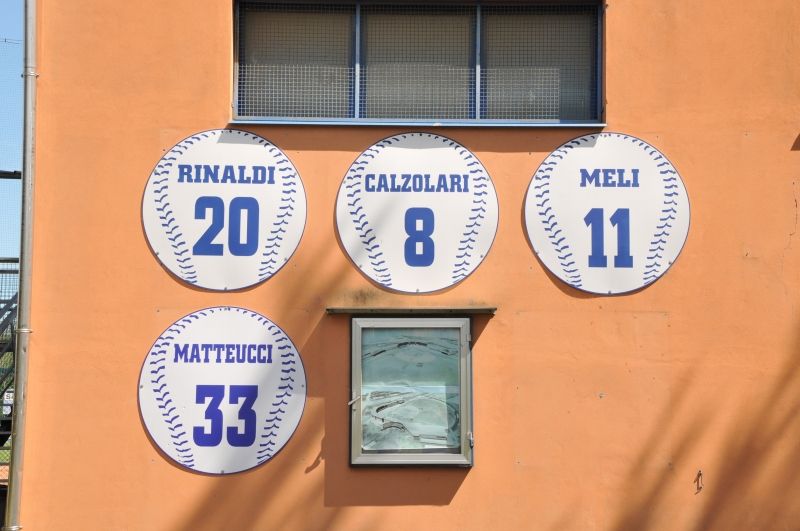 RINALDI
20
CALZOLARI
8
MELI
11
MATTEUCCI
33